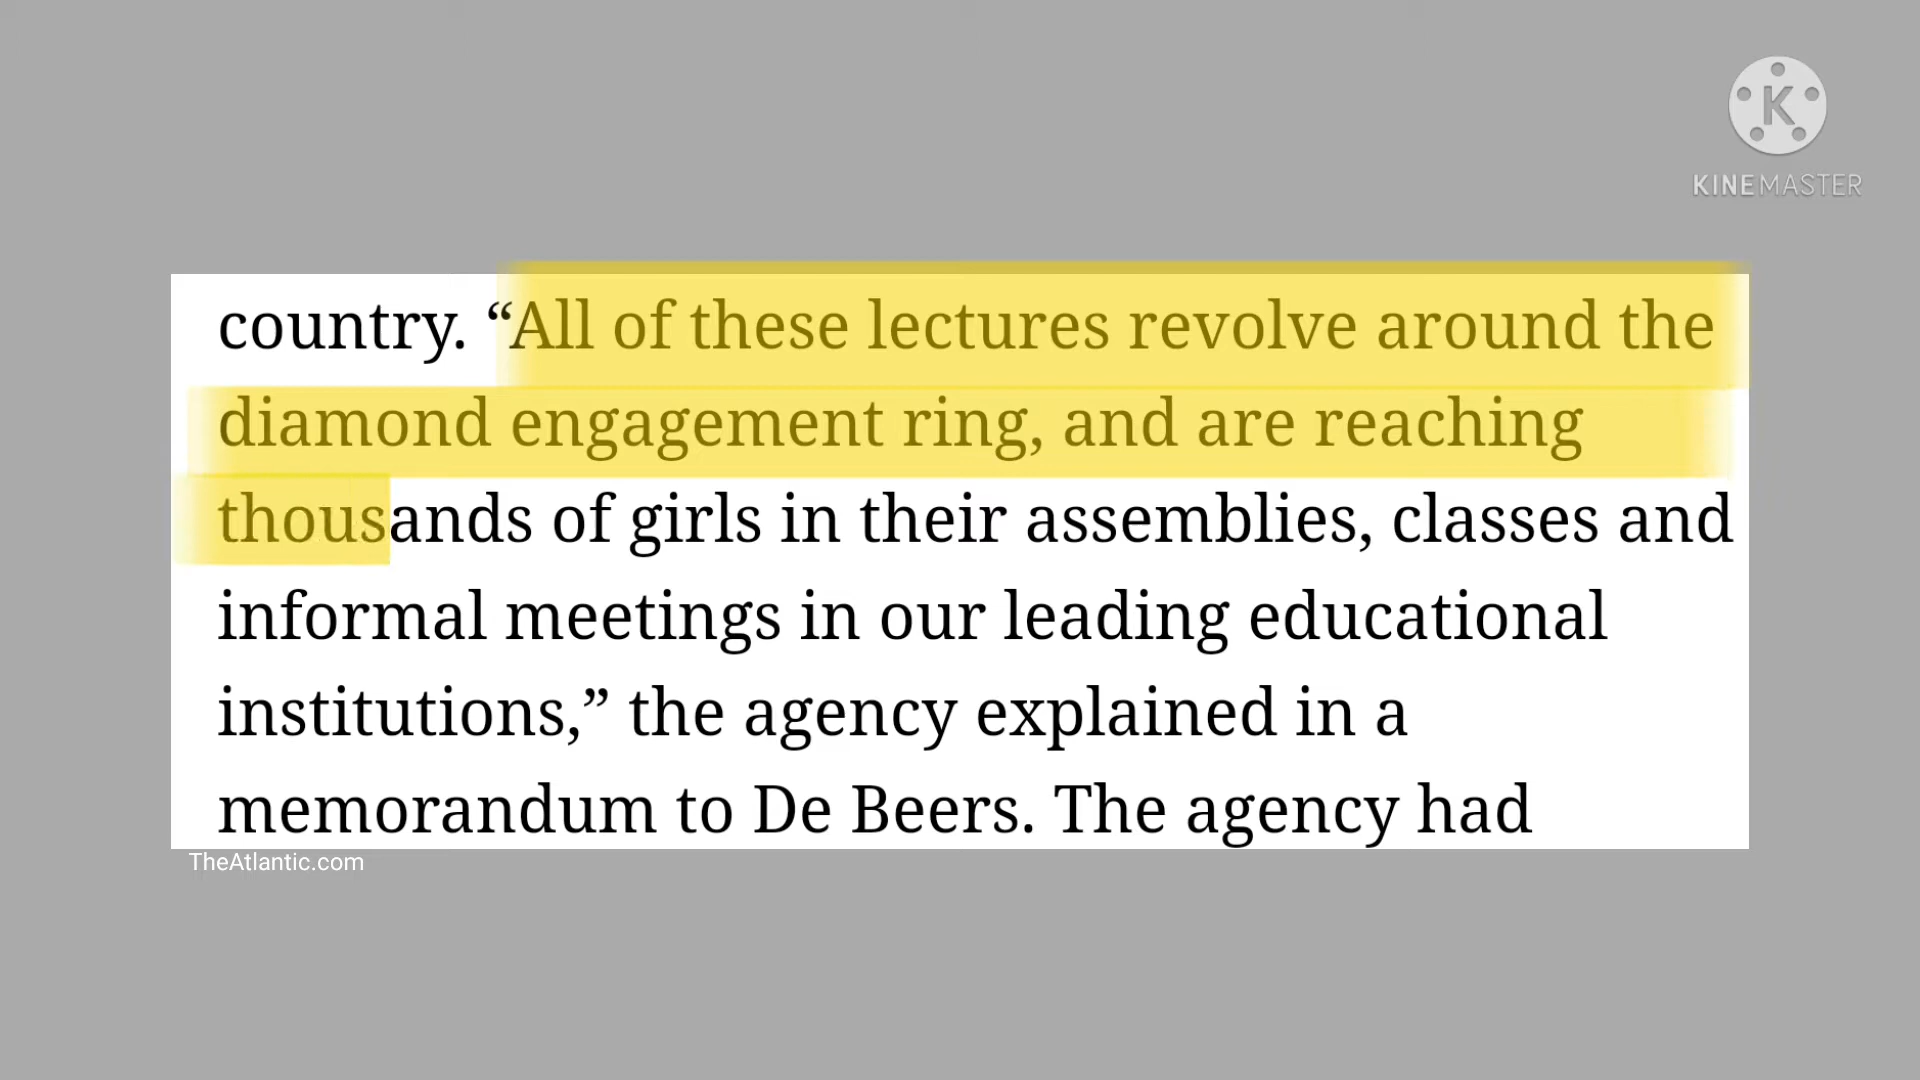 K
KINEMASTER
country. “All of these lectures revolve around the
diamond engagement ring, and are reaching
thousands of girls in their assemblies, classes and
informal meetings in our leading educational
institutions,” the agency explained in a
memorandum to De Beers. The agency had
TheAtlantic.com